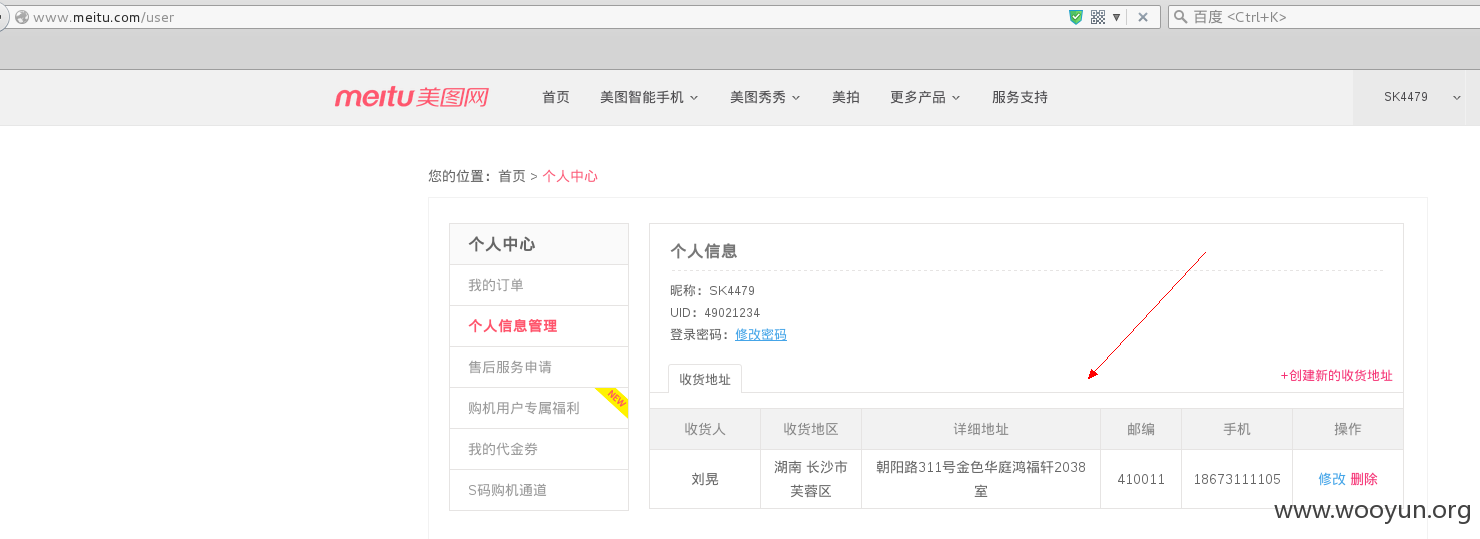 www.meitu.com/user
百度 <Ctrl+K>
meitu 美图网
首页 美图智能手机 美图秀秀 美拍 更多产品 服务支持 SK4479
您的位置：首页 > 个人中心
个人中心
我的订单
个人信息管理
售后服务申请
购机用户专属福利 NEW
我的代金券
S码购机通道
个人信息
昵称：SK4479
UID：49021234
登录密码：修改密码
收货地址 +创建新的收货地址
收货人 收货地区 详细地址 邮编 手机 操作
刘晃 湖南 长沙市 朝阳路311号金色华庭鸿福轩2038 410011 18673111105 修改 删除
芙蓉区 室
www.wooyun.org